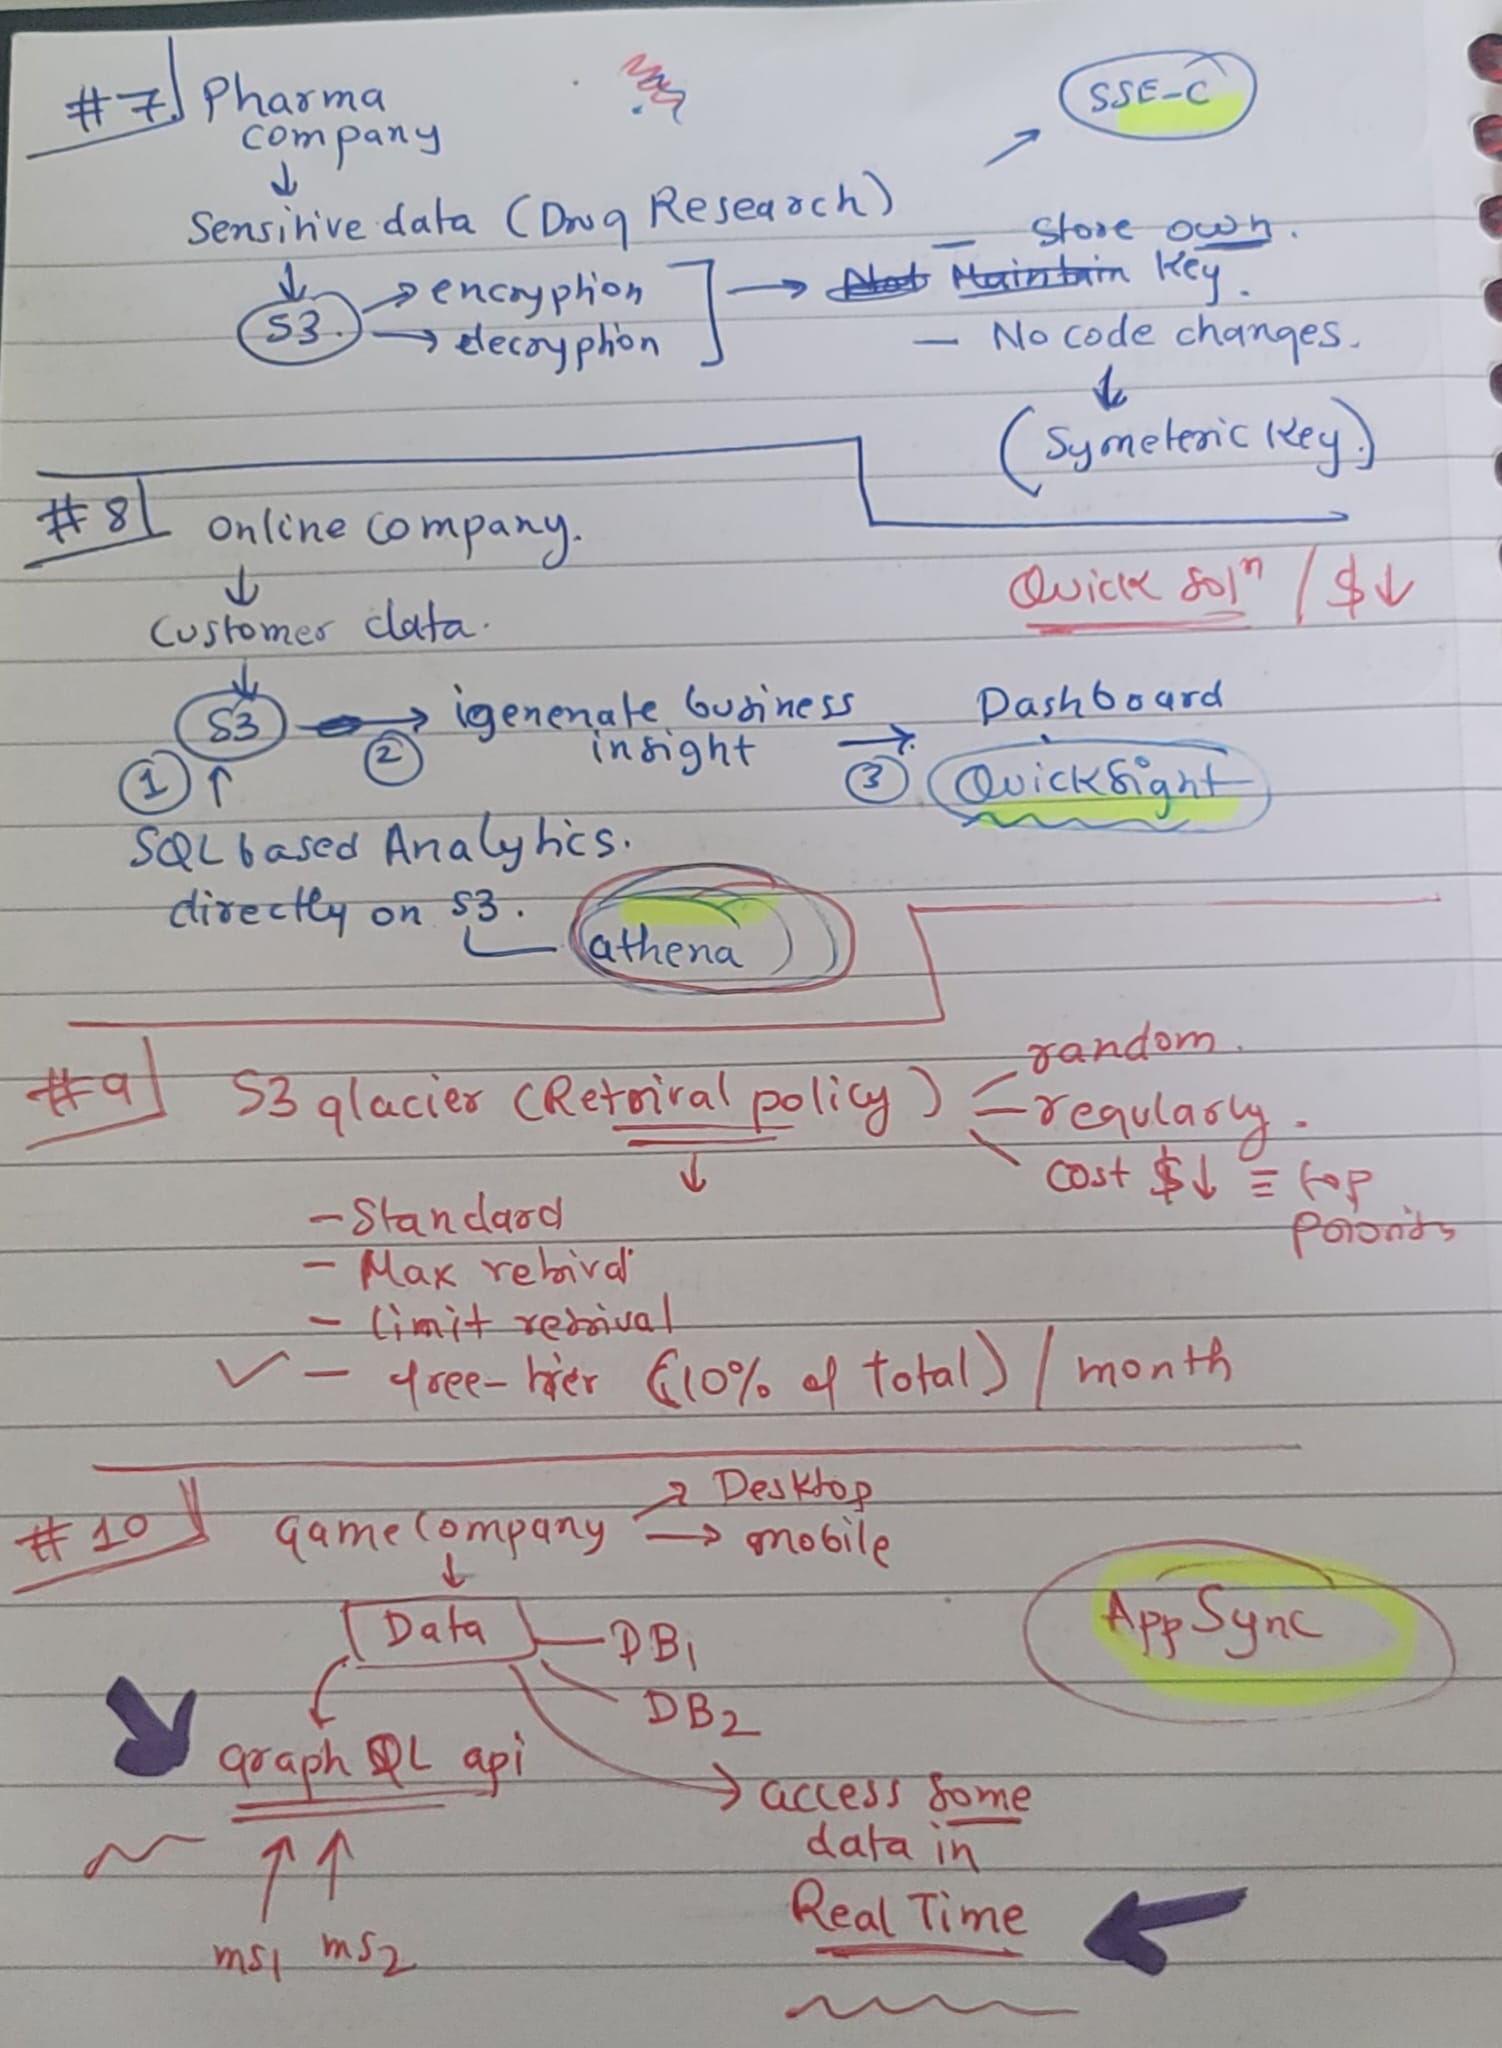 #7 Pharma
company
SSE-C
↓
Sensitive data (Drug Research)
↓
S3. → encryption
→ decryption
→ — store own.
Not Maintain Key.
— No code changes.
↓
(Symeteric Key.)
#8 Online Company.
Quick solⁿ / $↓
↓
Customer data.
↓
S3 → igenenate business
② insight
→ Dashboard
③ QuickSight
① ↑
SQL based Analytics.
directly on S3.
athena
#9 S3 glacier (Retrival policy)
random.
regularly.
cost $↓ ≡ top
↓
- Standard
- Max retrival
- limit retrival
✓ - free-tier (10% of total) / month
#10 Game Company → Desktop
→ mobile
↓
Data — DB1
DB2
App Sync
graph QL api
→ access some
data in
Real Time
↑ ↑
ms1 ms2